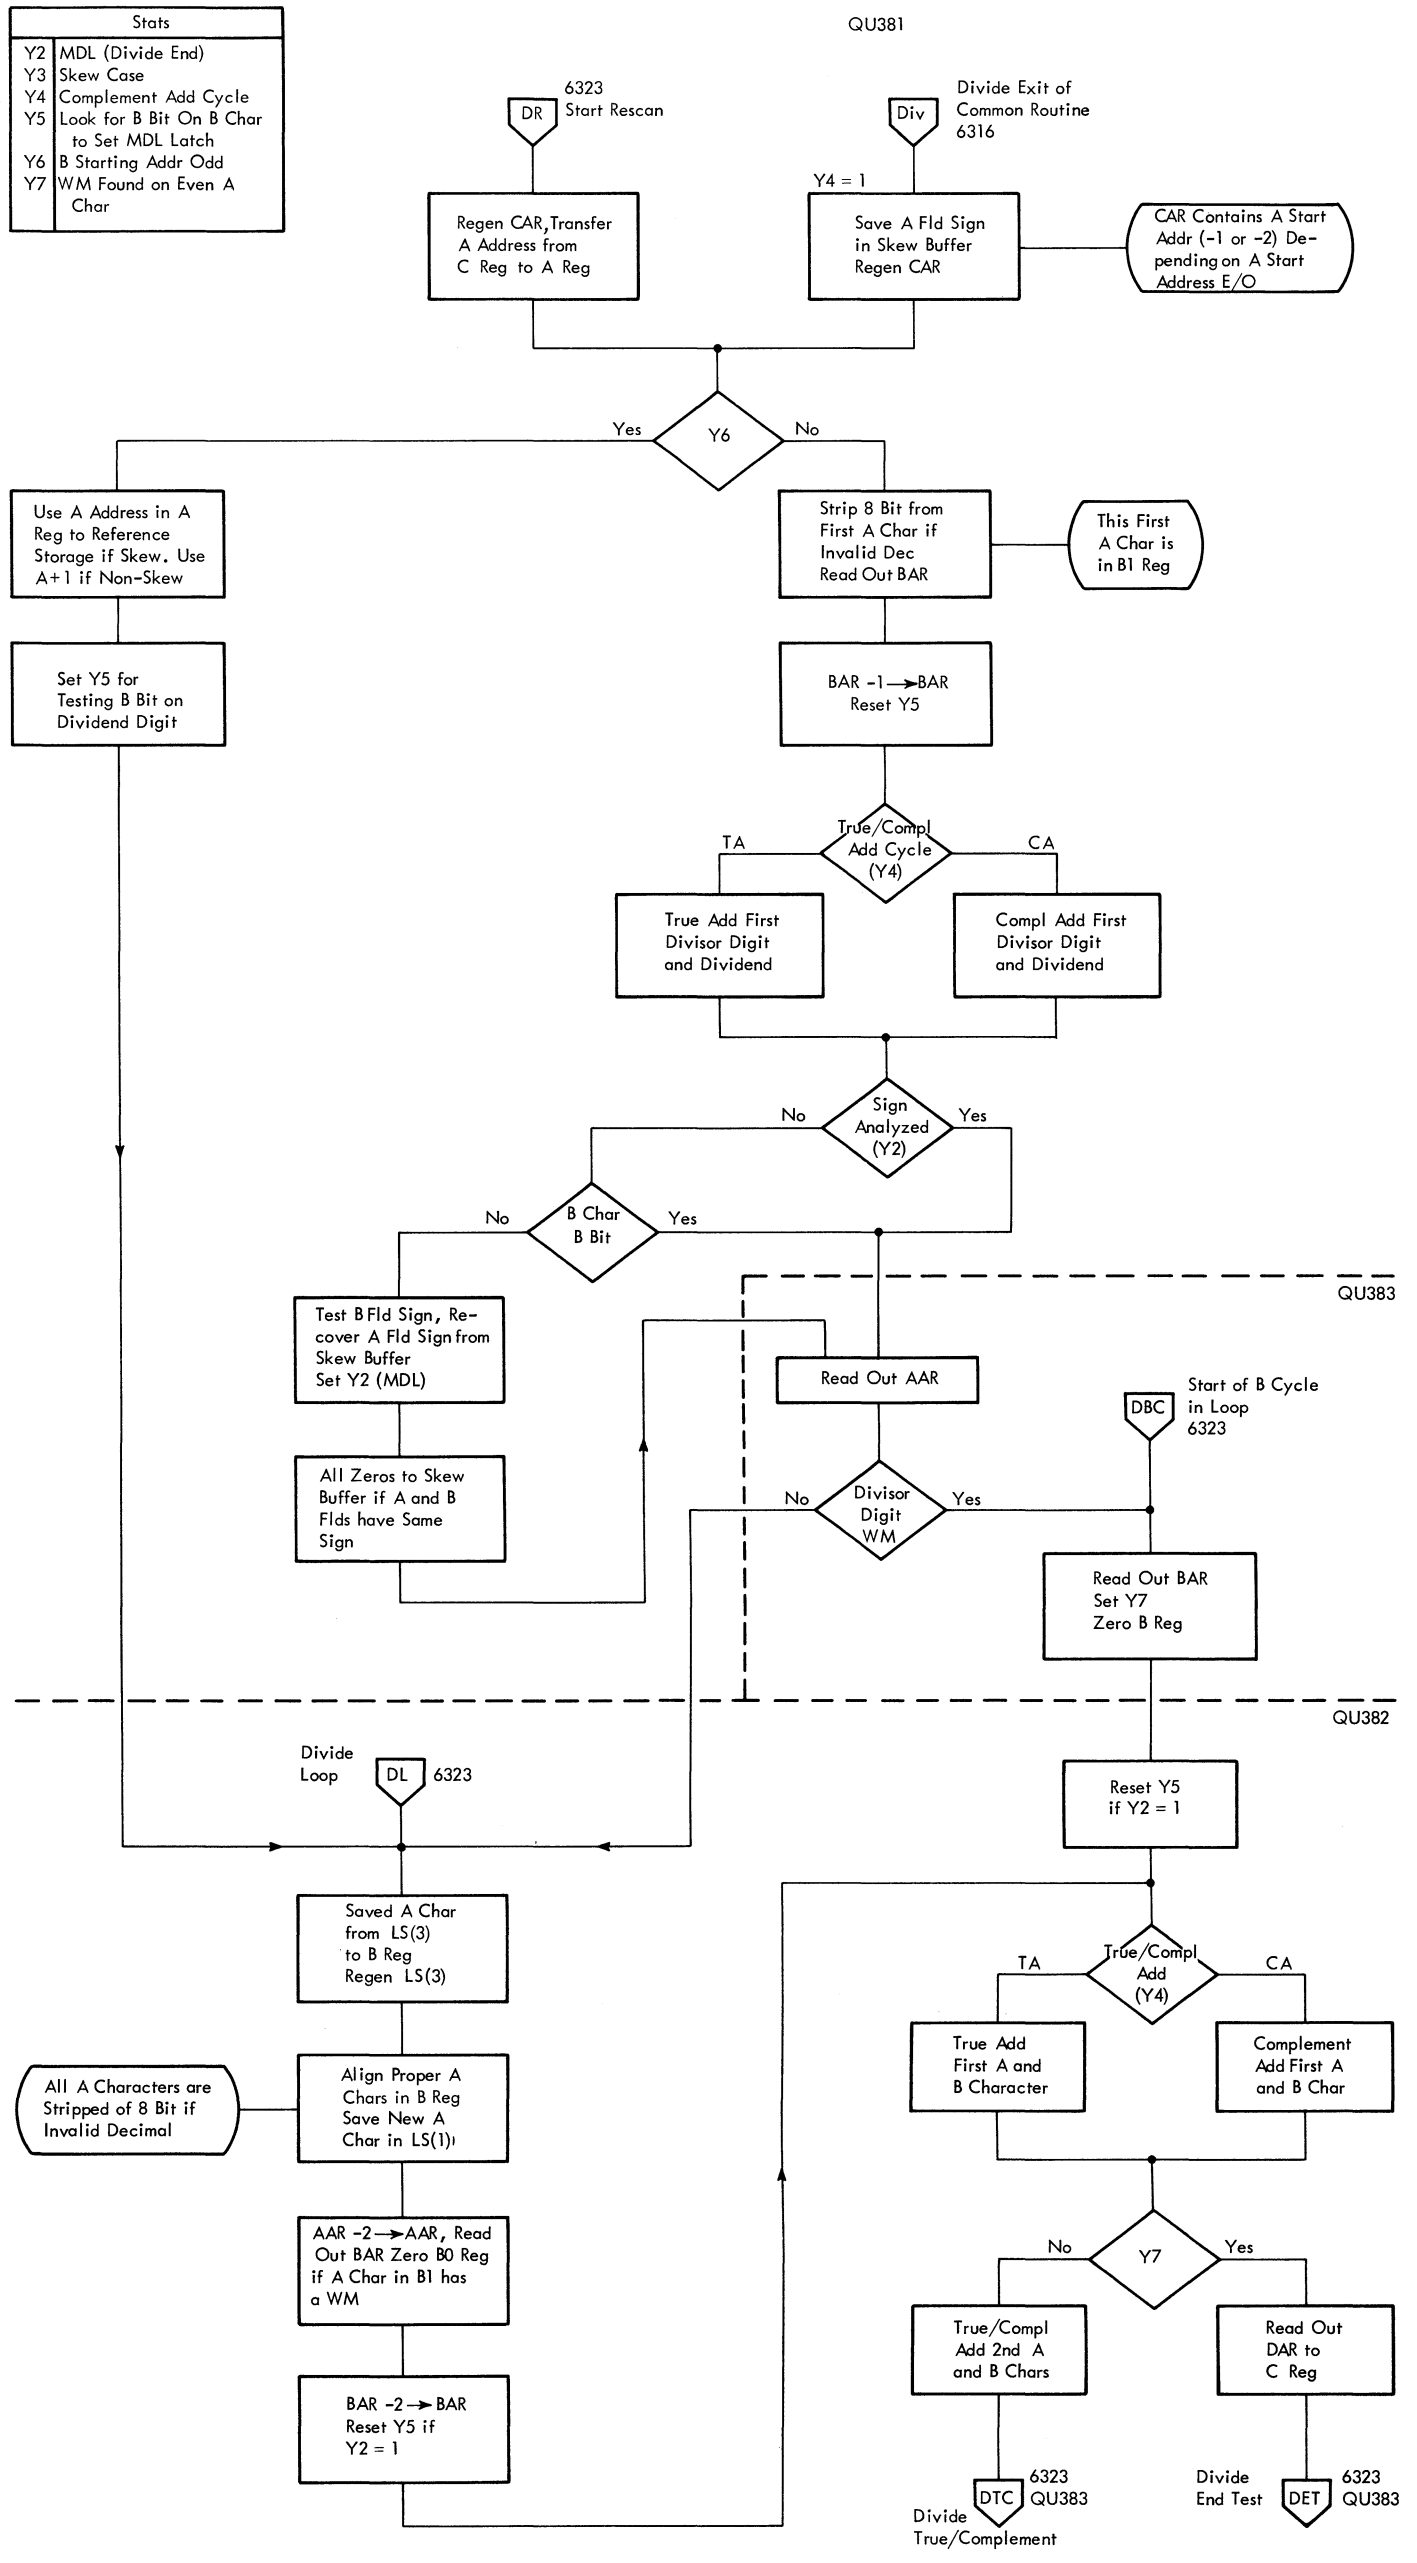 QU381
Stats
Y2 MDL (Divide End)
Y3 Skew Case
Y4 Complement Add Cycle
Y5 Look for B Bit On B Char
to Set MDL Latch
Y6 B Starting Addr Odd
Y7 WM Found on Even A
Char
DR
6323
Start Rescan
Div
Divide Exit of
Common Routine
6316
Y4 = 1
Regen CAR, Transfer
A Address from
C Reg to A Reg
Save A Fld Sign
in Skew Buffer
Regen CAR
CAR Contains A Start
Addr (-1 or -2) De-
pending on A Start
Address E/O
Yes
Y6
No
Use A Address in A
Reg to Reference
Storage if Skew. Use
A+1 if Non-Skew
Strip 8 Bit from
First A Char if
Invalid Dec
Read Out BAR
This First
A Char is
in B1 Reg
Set Y5 for
Testing B Bit on
Dividend Digit
BAR -1→BAR
Reset Y5
TA
True/Compl
Add Cycle
(Y4)
CA
True Add First
Divisor Digit
and Dividend
Compl Add First
Divisor Digit
and Dividend
No
Sign
Analyzed
(Y2)
Yes
No
B Char
B Bit
Yes
QU383
Test B Fld Sign, Re-
cover A Fld Sign from
Skew Buffer
Set Y2 (MDL)
Read Out AAR
DBC
Start of B Cycle
in Loop
6323
All Zeros to Skew
Buffer if A and B
Flds have Same
Sign
No
Divisor
Digit
WM
Yes
Read Out BAR
Set Y7
Zero B Reg
QU382
Divide
Loop
DL
6323
Reset Y5
if Y2 = 1
Saved A Char
from LS(3)
to B Reg
Regen LS(3)
TA
True/Compl
Add
(Y4)
CA
True Add
First A and
B Character
Complement
Add First A
and B Char
All A Characters are
Stripped of 8 Bit if
Invalid Decimal
Align Proper A
Chars in B Reg
Save New A
Char in LS(1)
AAR -2→AAR, Read
Out BAR Zero B0 Reg
if A Char in B1 has
a WM
No
Y7
Yes
True/Compl
Add 2nd A
and B Chars
Read Out
DAR to
C Reg
BAR -2→BAR
Reset Y5 if
Y2 = 1
DTC
6323
QU383
Divide
True/Complement
Divide
End Test
DET
6323
QU383